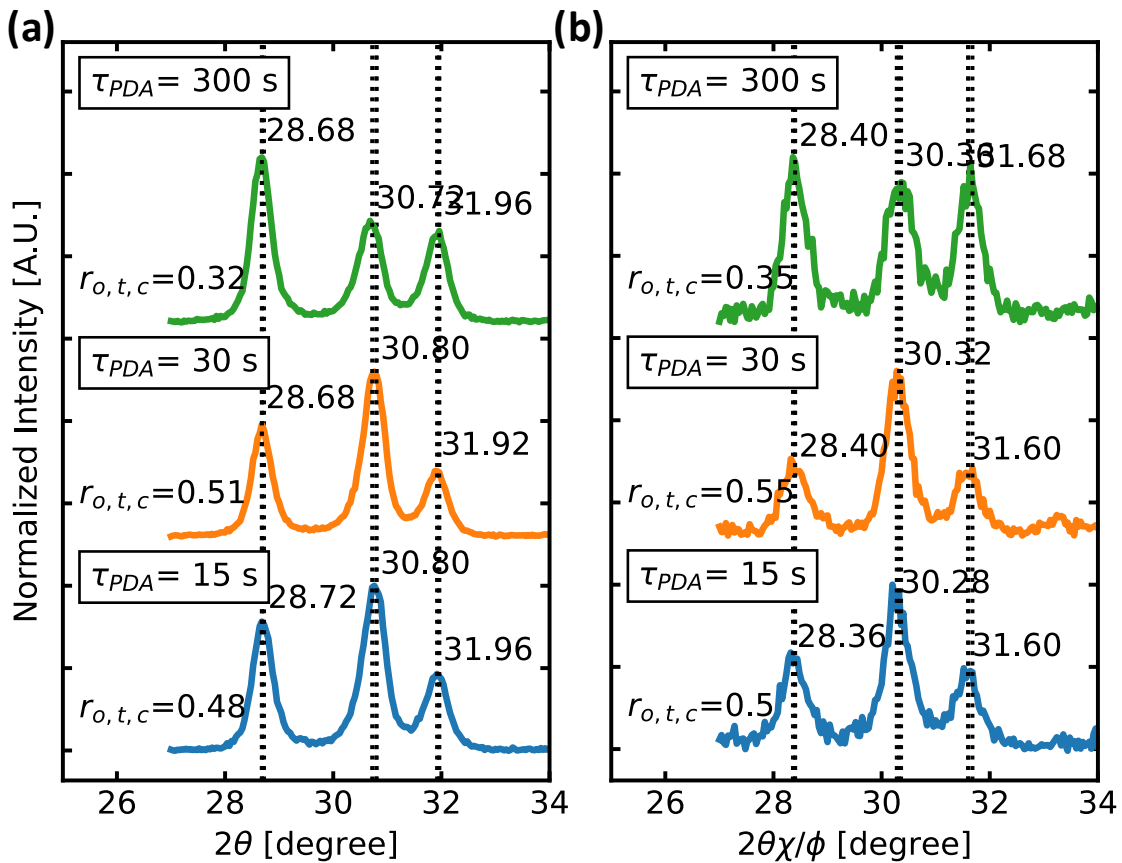 (a)
Normalized Intensity [A.U.]
τPDA= 300 s
28.68
30.72
31.96
ro,t,c=0.32
τPDA= 30 s
30.80
28.68
31.92
ro,t,c=0.51
τPDA= 15 s
30.80
28.72
31.96
ro,t,c=0.48
26 28 30 32 34
2θ [degree]
(b)
τPDA= 300 s
28.40
30.36
31.68
ro,t,c=0.35
τPDA= 30 s
30.32
28.40
31.60
ro,t,c=0.55
τPDA= 15 s
30.28
28.36
31.60
ro,t,c=0.5
26 28 30 32 34
2θχ/ϕ [degree]